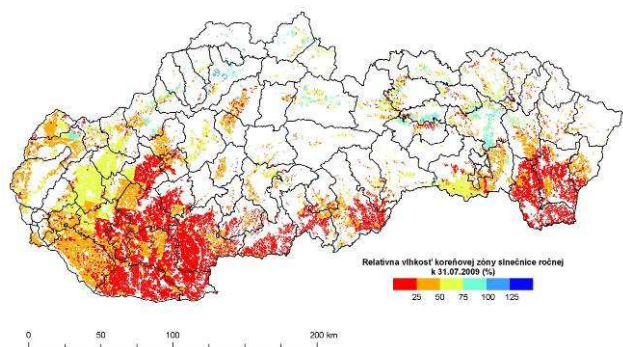 Relatívna vlhkosť koreňovej zóny slnečnice ročnej
k 31.07.2009 (%)
25 50 75 100 125
0 50 100 200 km